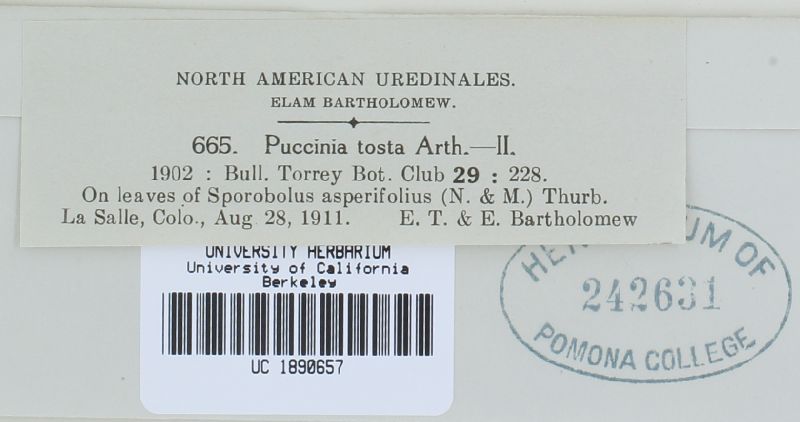 NORTH AMERICAN UREDINALES.
ELAM BARTHOLOMEW.
665. Puccinia tosta Arth.—II.
1902 : Bull. Torrey Bot. Club 29 : 228.
On leaves of Sporobolus asperifolius (N. & M.) Thurb.
La Salle, Colo., Aug. 28, 1911. E. T. & E. Bartholomew
UNIVERSITY HERBARIUM
University of California
Berkeley
UC 1890657
UM OF
242631
POMONA COLLEGE